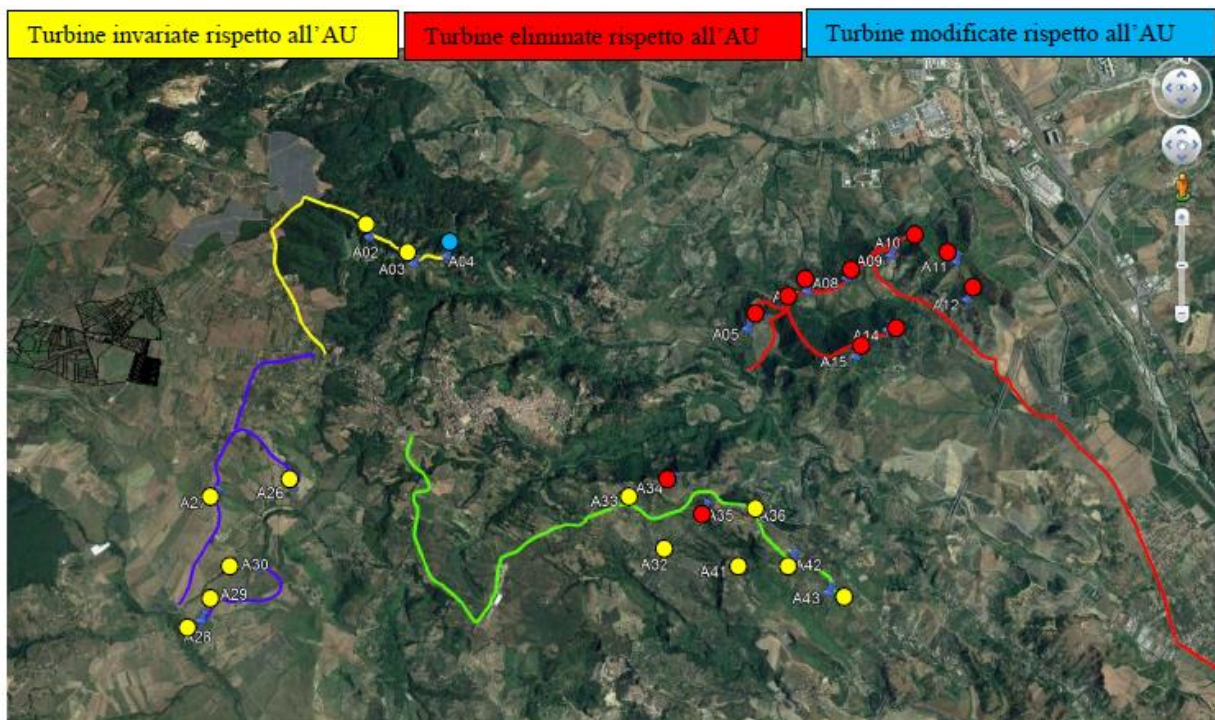 Turbine invariate rispetto all'AU
Turbine eliminate rispetto all'AU
Turbine modificate rispetto all'AU
A02
A03
A04
A10
A09
A08
A11
A12
A05
A14
A15
A26
A27
A34
A33
A35
A36
A32
A30
A41
A42
A29
A43
A28